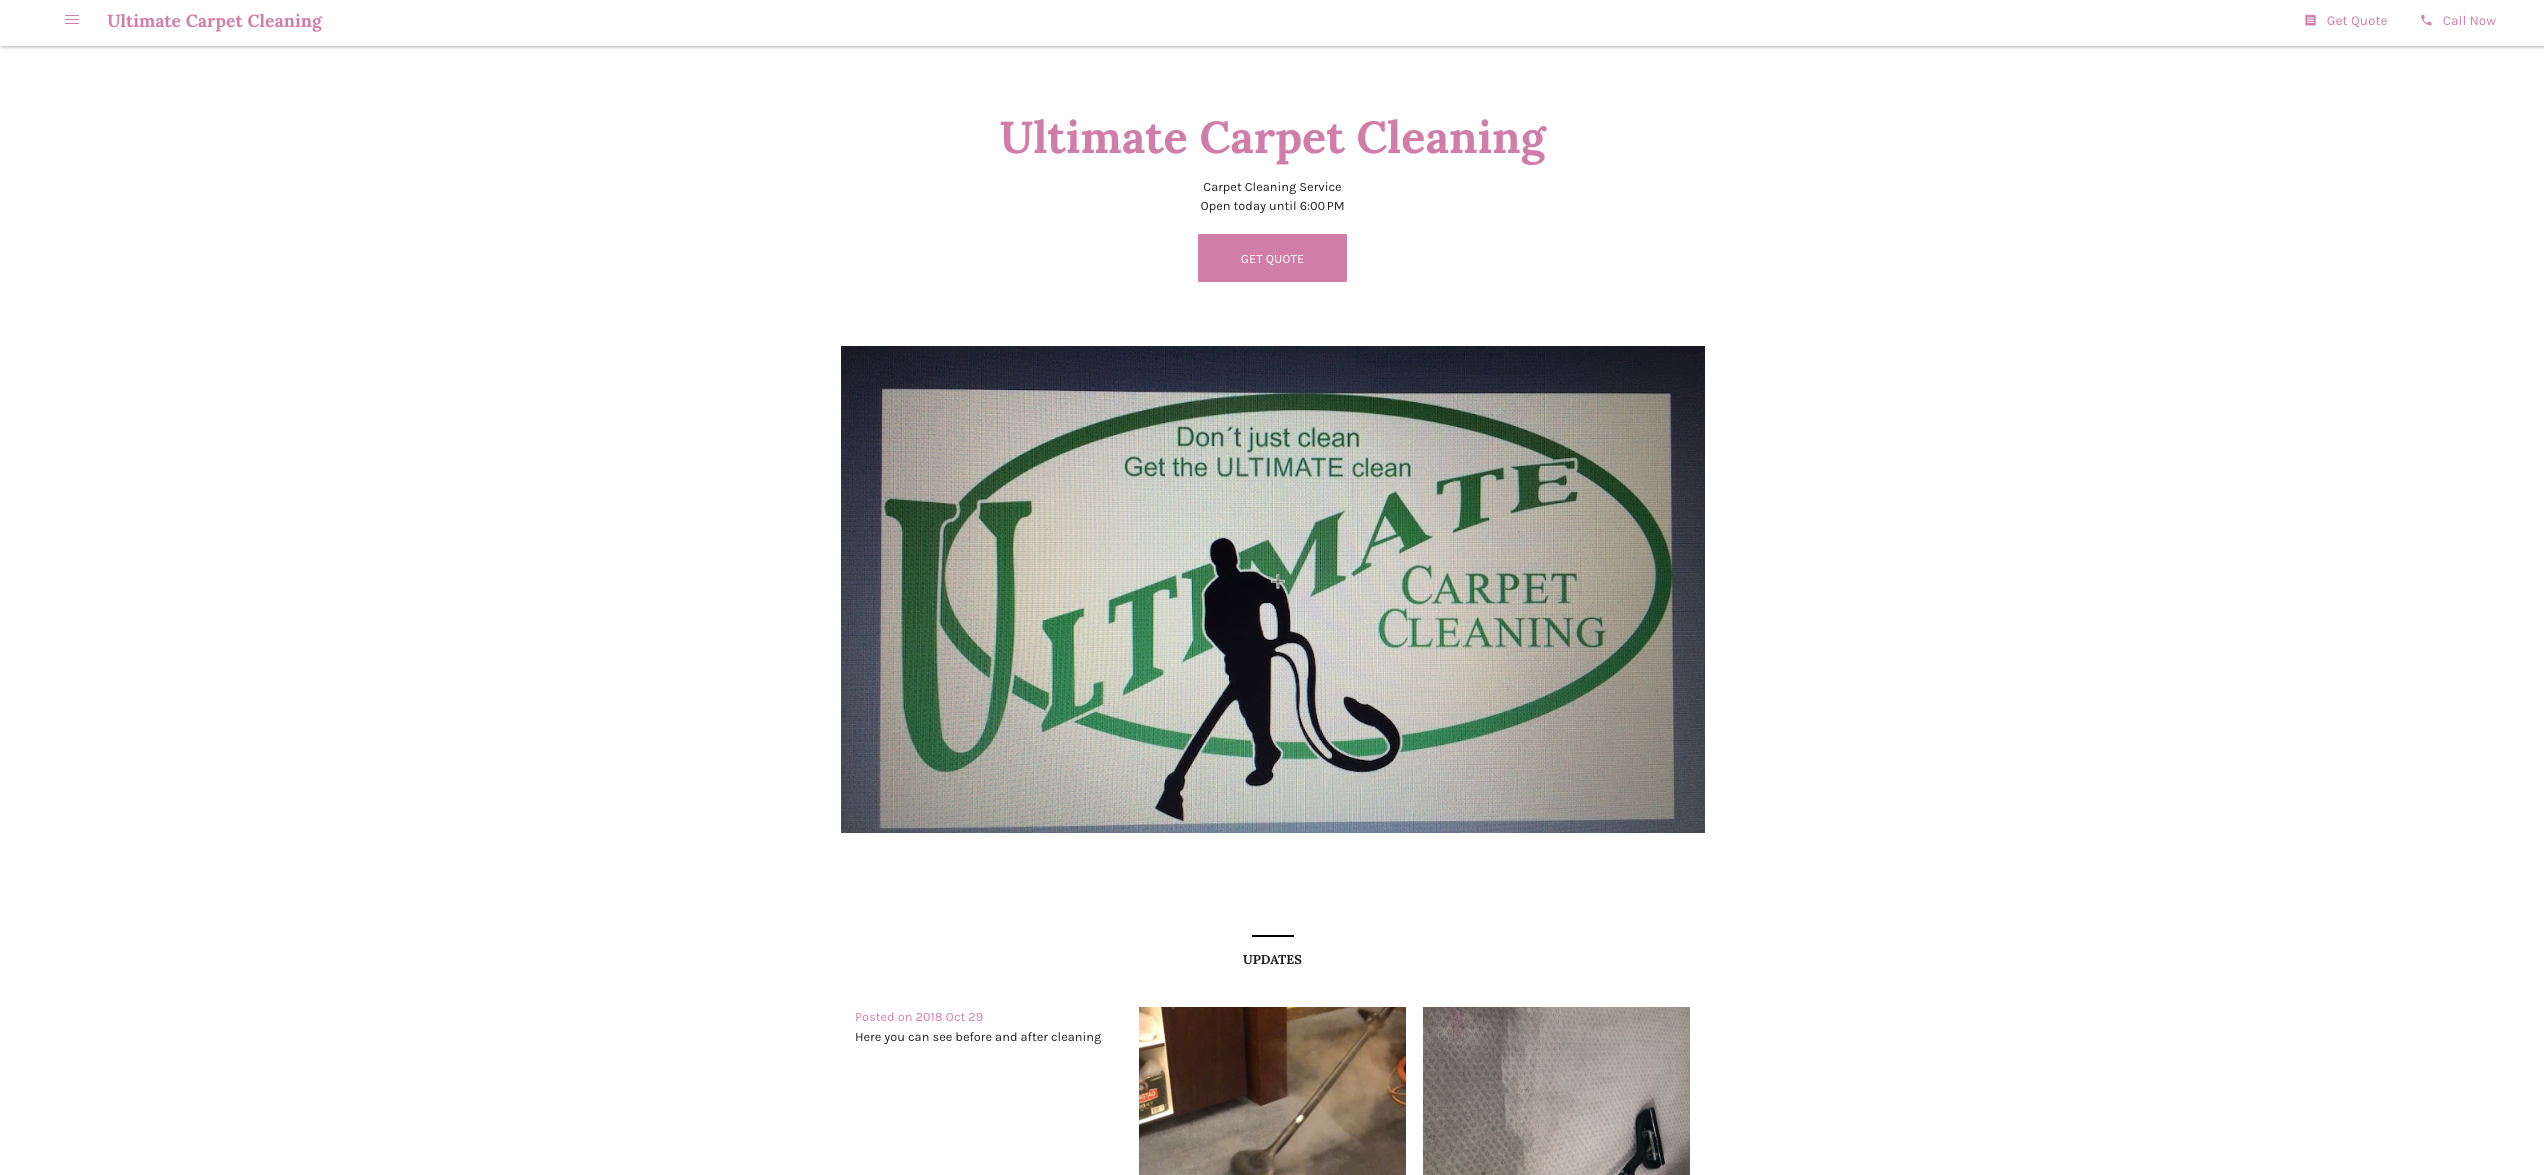 Ultimate Carpet Cleaning
Get Quote
Call Now
Ultimate Carpet Cleaning
Carpet Cleaning Service
Open today until 6:00 PM
GET QUOTE
Don´t just clean
Get the ULTIMATE clean
ULTIMATE
CARPET
CLEANING
UPDATES
Posted on 2018 Oct 29
Here you can see before and after cleaning